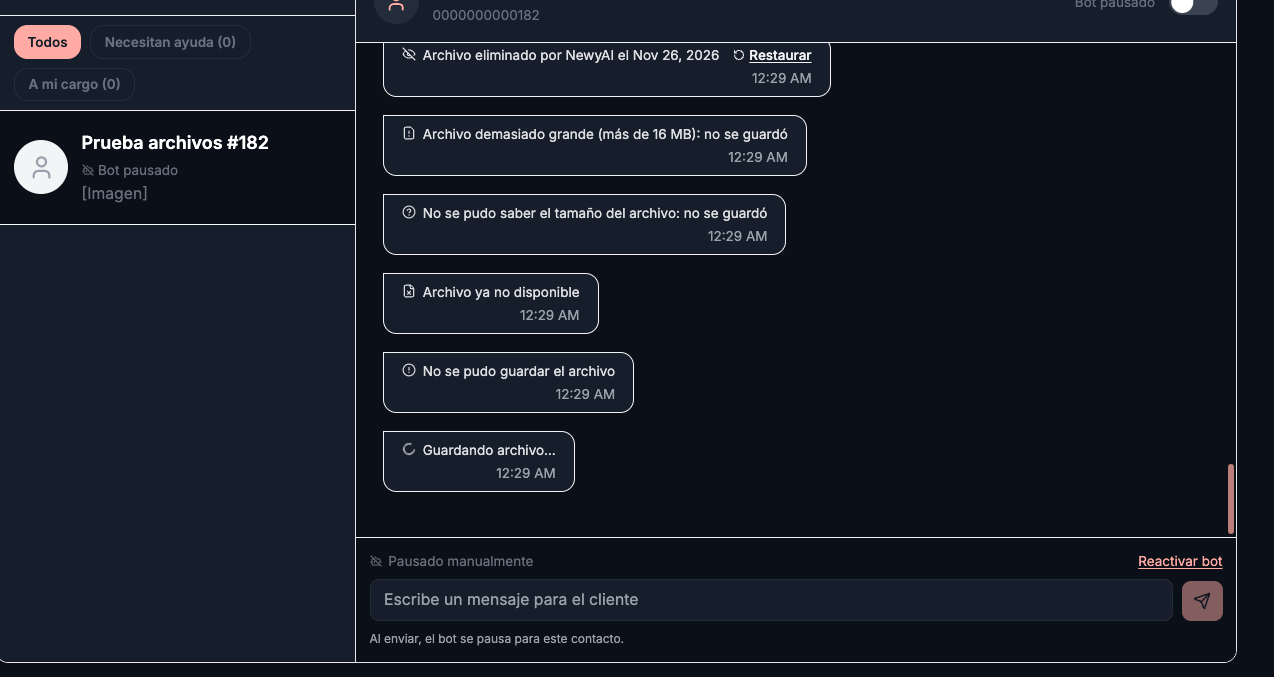 Todos
Necesitan ayuda (0)
A mi cargo (0)
Prueba archivos #182
Bot pausado
[Imagen]
0000000000182
Bot pausado
Archivo eliminado por NewyAI el Nov 26, 2026 Restaurar
12:29 AM
Archivo demasiado grande (más de 16 MB): no se guardó
12:29 AM
No se pudo saber el tamaño del archivo: no se guardó
12:29 AM
Archivo ya no disponible
12:29 AM
No se pudo guardar el archivo
12:29 AM
Guardando archivo...
12:29 AM
Pausado manualmente
Reactivar bot
Escribe un mensaje para el cliente
Al enviar, el bot se pausa para este contacto.